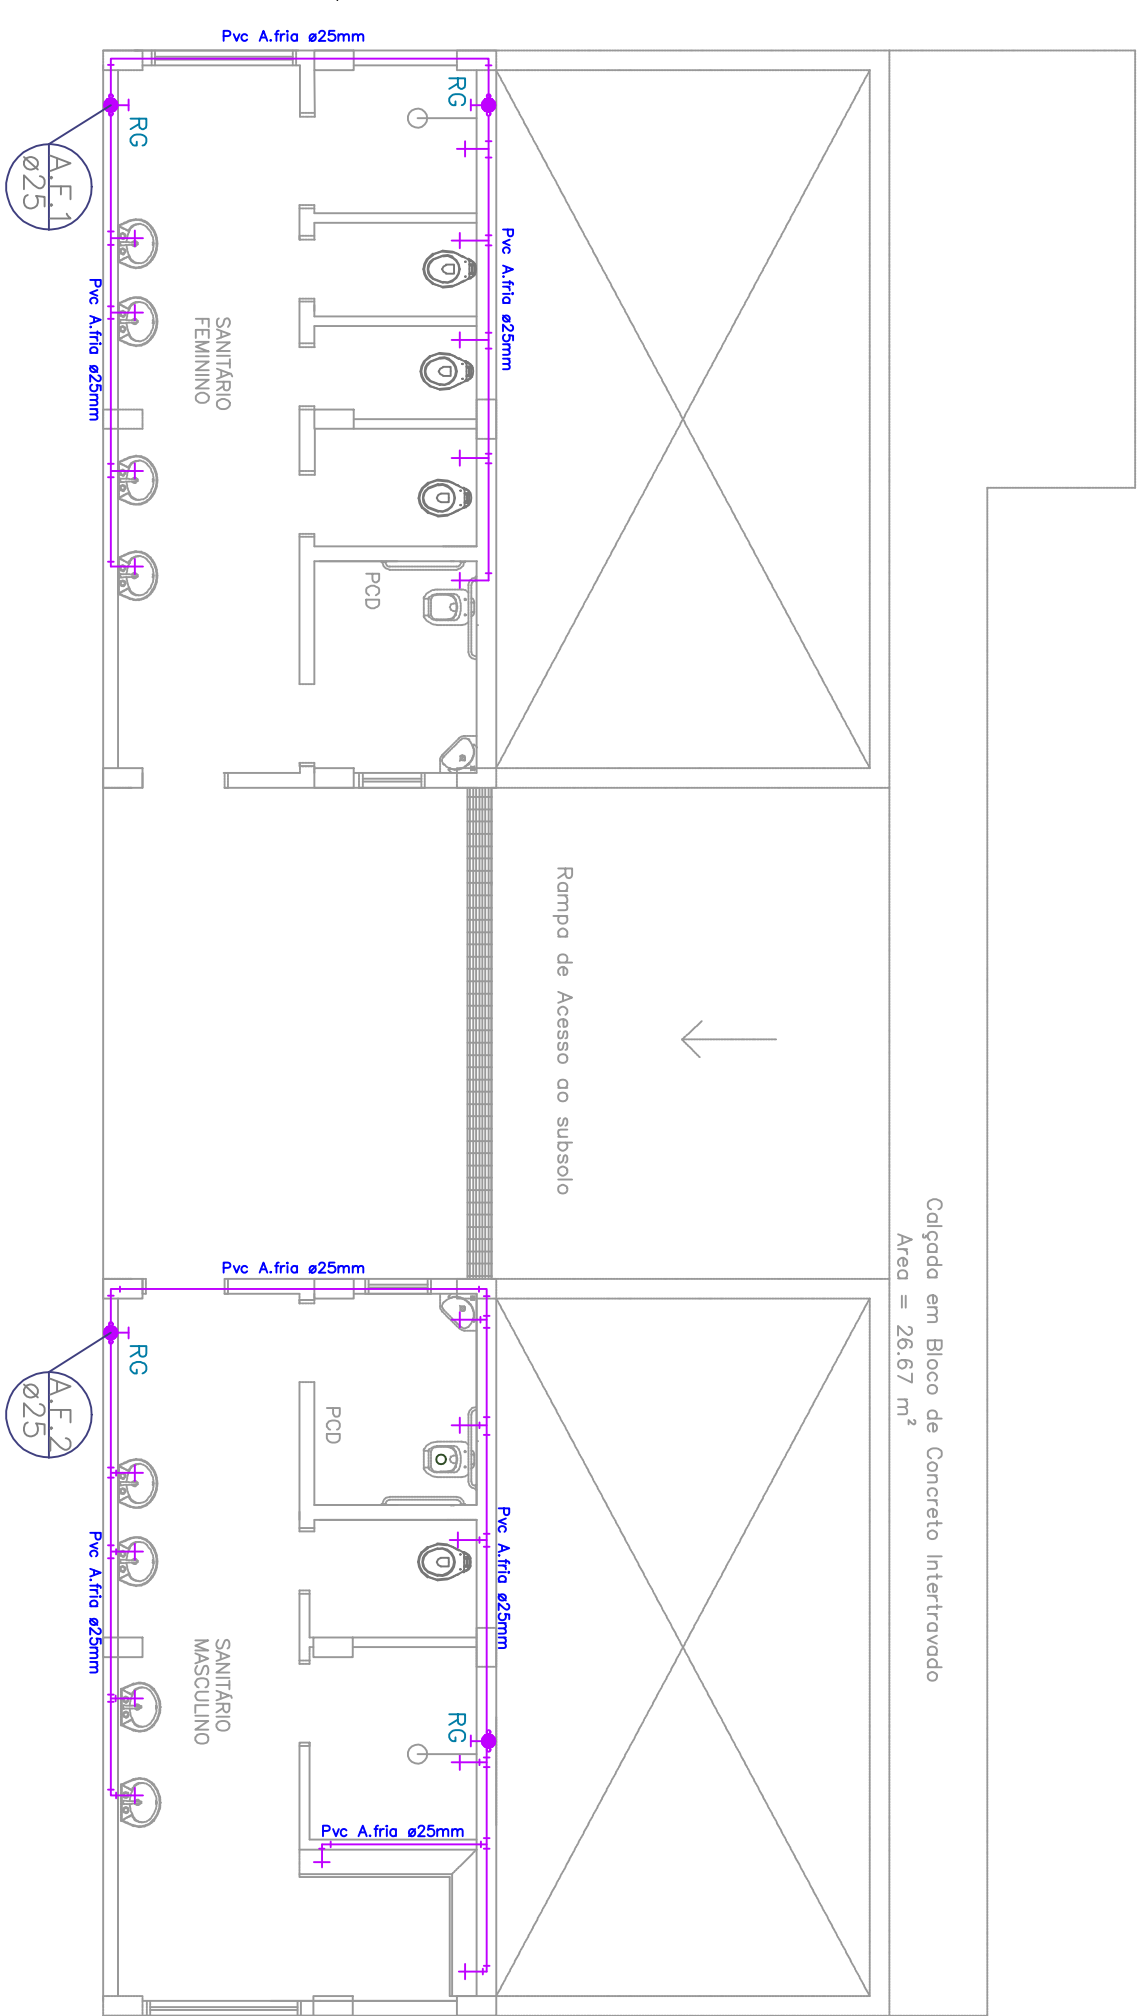 Pvc A.fria ø25mm
RG
RG
A.F.1
ø25
Pvc A.fria ø25mm
Pvc A.fria ø25mm
SANITÁRIO
FEMININO
PCD
Rampa de Acesso ao subsolo
Calçada em Bloco de Concreto Intertravado
Area = 26.67 m²
Pvc A.fria ø25mm
RG
A.F.2
ø25
PCD
Pvc A.fria ø25mm
Pvc A.fria ø25mm
SANITÁRIO
MASCULINO
RG
Pvc A.fria ø25mm